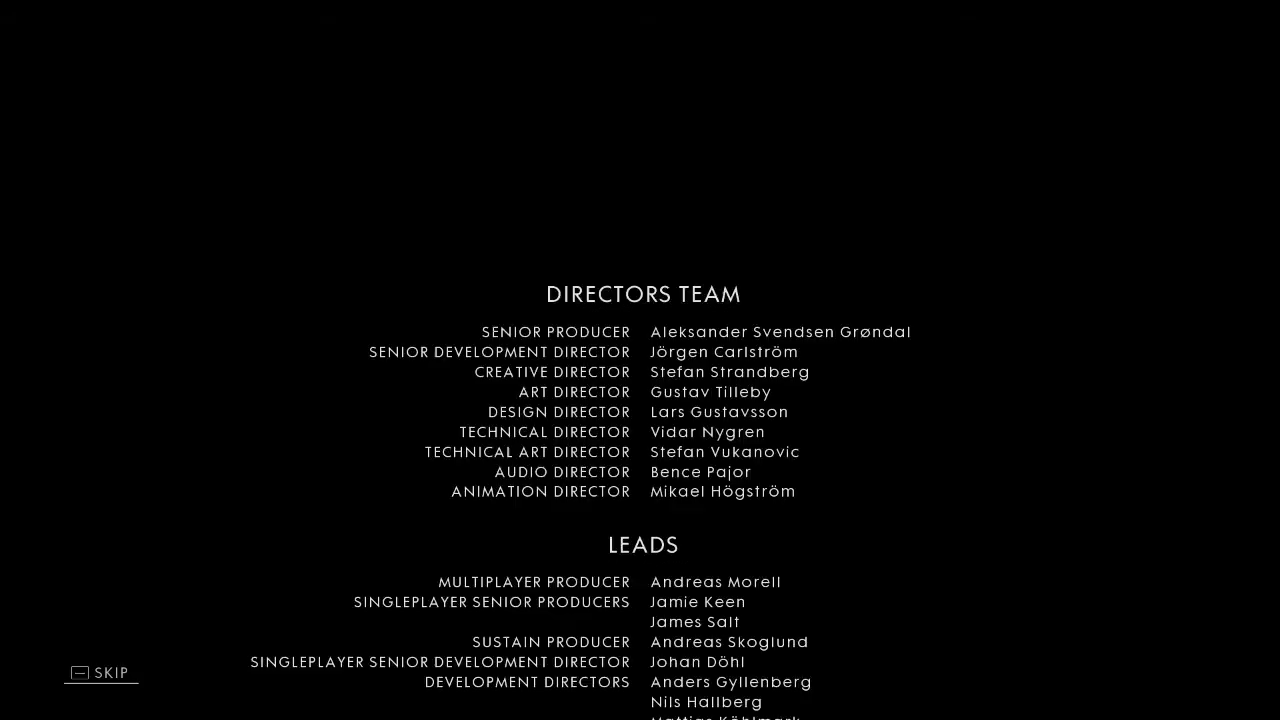 DIRECTORS TEAM
SENIOR PRODUCER Aleksander Svendsen Grøndal
SENIOR DEVELOPMENT DIRECTOR Jörgen Carlström
CREATIVE DIRECTOR Stefan Strandberg
ART DIRECTOR Gustav Tilleby
DESIGN DIRECTOR Lars Gustavsson
TECHNICAL DIRECTOR Vidar Nygren
TECHNICAL ART DIRECTOR Stefan Vukanovic
AUDIO DIRECTOR Bence Pajor
ANIMATION DIRECTOR Mikael Högström
LEADS
MULTIPLAYER PRODUCER Andreas Morell
SINGLEPLAYER SENIOR PRODUCERS Jamie Keen
James Salt
SUSTAIN PRODUCER Andreas Skoglund
SINGLEPLAYER SENIOR DEVELOPMENT DIRECTOR Johan Döhl
DEVELOPMENT DIRECTORS Anders Gyllenberg
Nils Hallberg
SKIP